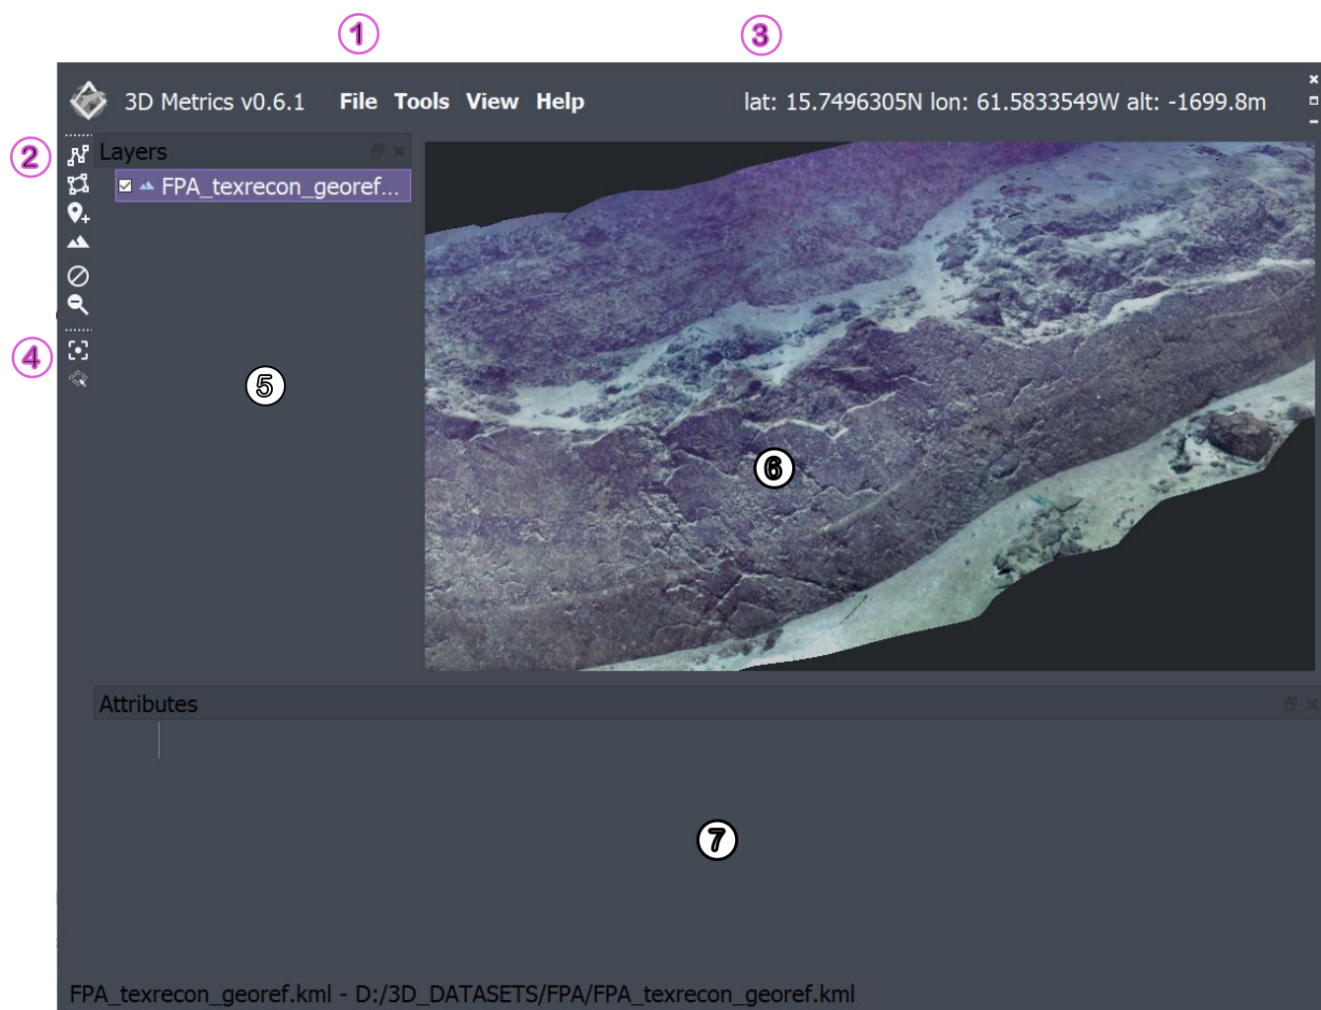 1 3
3D Metrics v0.6.1 File Tools View Help lat: 15.7496305N lon: 61.5833549W alt: -1699.8m
2 Layers
FPA_texrecon_georef...
4
5
6
Attributes
7
FPA_texrecon_georef.kml - D:/3D_DATASETS/FPA/FPA_texrecon_georef.kml